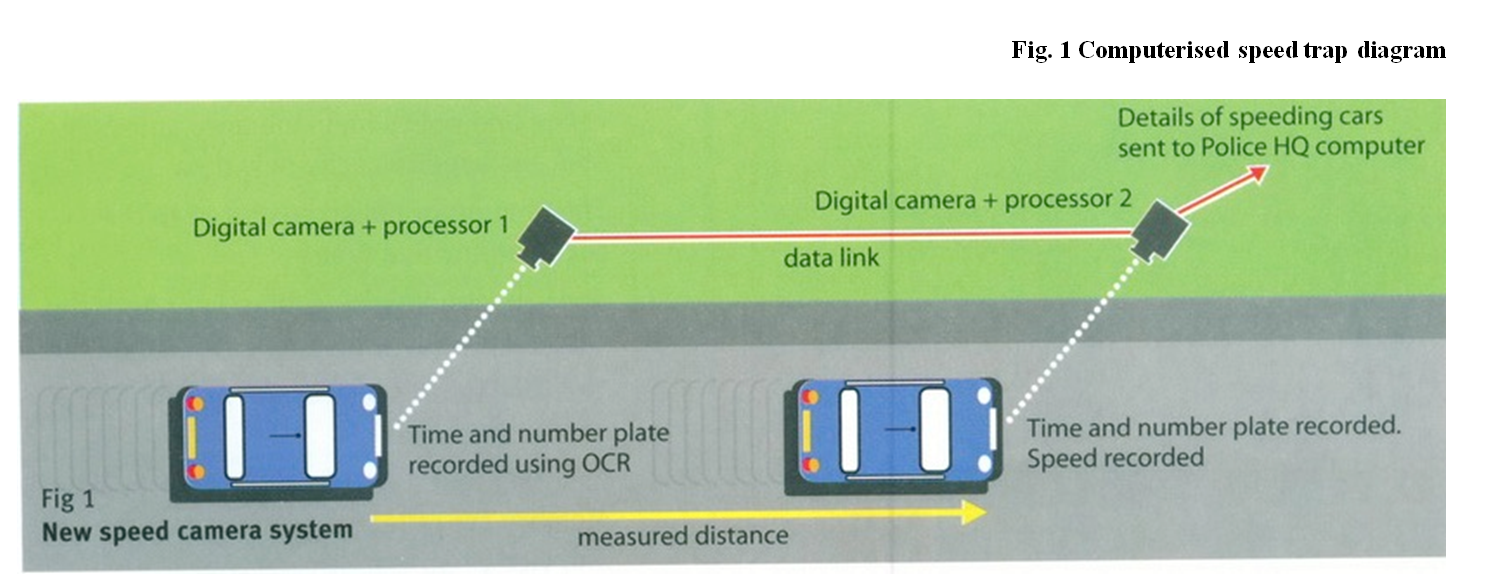 Fig. 1 Computerised speed trap diagram
Details of speeding cars
sent to Police HQ computer
Digital camera + processor 2
Digital camera + processor 1
data link
Time and number plate
recorded using OCR
Time and number plate recorded.
Speed recorded
Fig 1
New speed camera system
measured distance